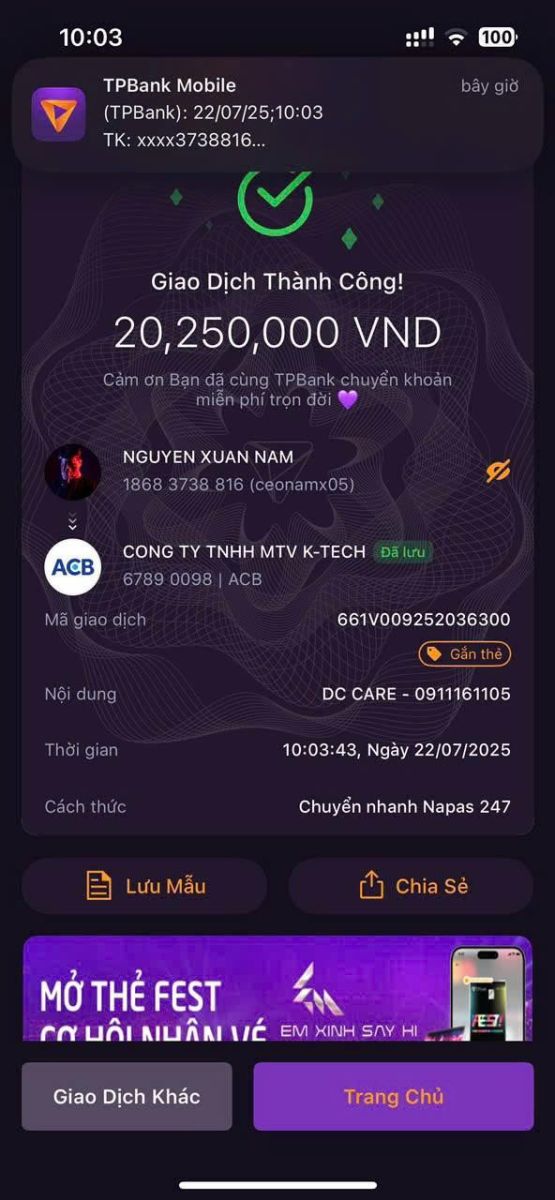 10:03
100
TPBank Mobile
bây giờ
(TPBank): 22/07/25;10:03
TK: xxxx3738816...
Giao Dịch Thành Công!
20,250,000 VND
Cảm ơn Bạn đã cùng TPBank chuyển khoản
miễn phí trọn đời
NGUYEN XUAN NAM
1868 3738 816 (ceonamx05)
ACB
CONG TY TNHH MTV K-TECH Đã lưu
6789 0098 | ACB
Mã giao dịch 661V009252036300
Gắn thẻ
Nội dung DC CARE - 0911161105
Thời gian 10:03:43, Ngày 22/07/2025
Cách thức Chuyển nhanh Napas 247
Lưu Mẫu Chia Sẻ
MỞ THẺ FEST
CƠ HỘI NHẬN VÉ EM XINH SAY HI
FEST!
Giao Dịch Khác Trang Chủ